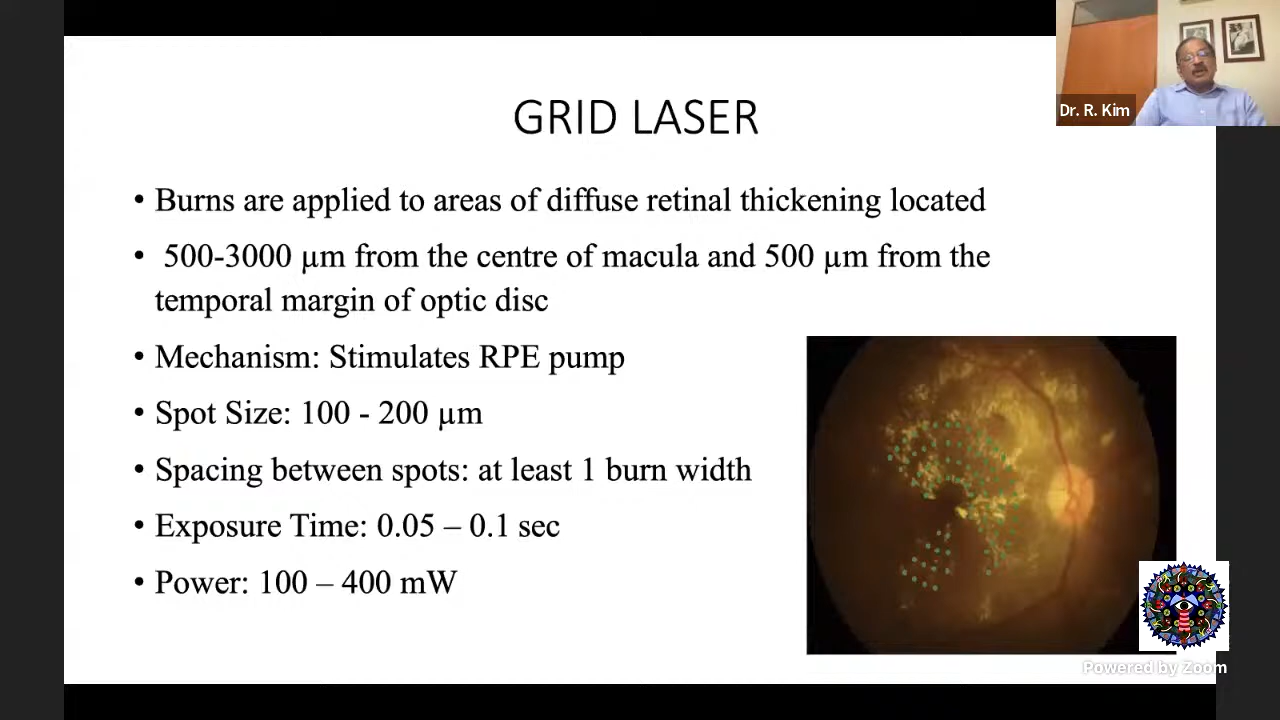 GRID LASER
Dr. R. Kim
• Burns are applied to areas of diffuse retinal thickening located
• 500-3000 µm from the centre of macula and 500 µm from the
temporal margin of optic disc
• Mechanism: Stimulates RPE pump
• Spot Size: 100 - 200 µm
• Spacing between spots: at least 1 burn width
• Exposure Time: 0.05 – 0.1 sec
• Power: 100 – 400 mW
Powered by Zoom